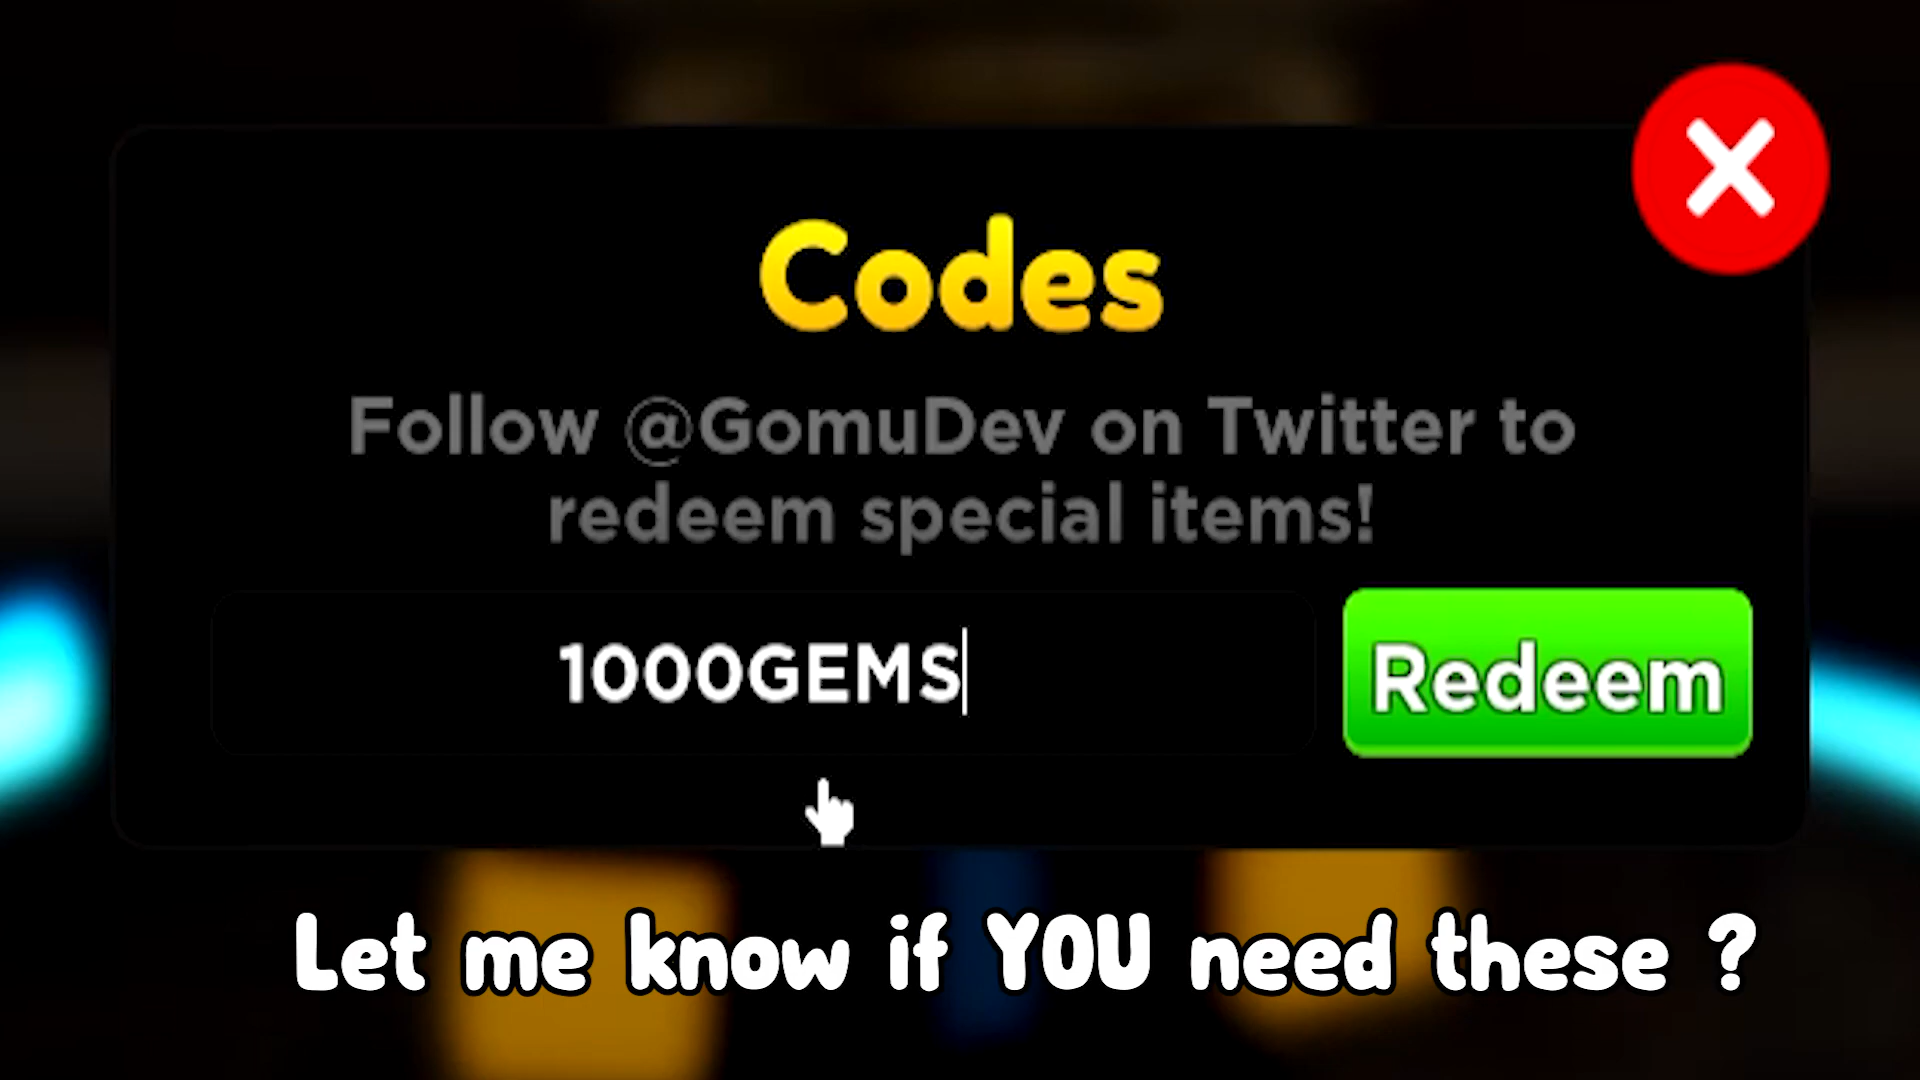 Codes
Follow @GomuDev on Twitter to
redeem special items!
1000GEMS
Redeem
Let me know if YOU need these ?